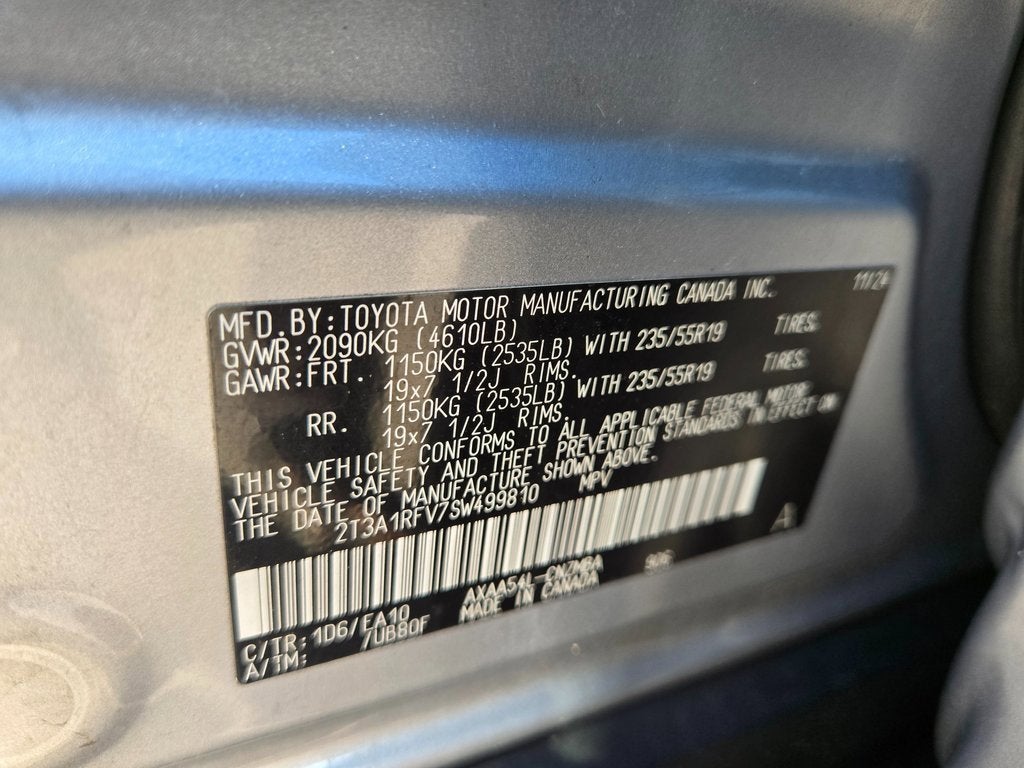 MFD.BY:TOYOTA MOTOR MANUFACTURING CANADA INC. 11/24
GVWR:2090KG (4610LB)
GAWR:FRT. 1150KG (2535LB) WITH 235/55R19 TIRES.
19x7 1/2J RIMS.
RR. 1150KG (2535LB) WITH 235/55R19 TIRES.
19x7 1/2J RIMS.
THIS VEHICLE CONFORMS TO ALL APPLICABLE FEDERAL MOTOR
VEHICLE SAFETY AND THEFT PREVENTION STANDARDS IN EFFECT ON
THE DATE OF MANUFACTURE SHOWN ABOVE.
2T3A1RFV7SW499810 MPV
A
C/TR:1D6/EA10 AXAA54L-
A/TM: 7UB80F MADE IN CANADA